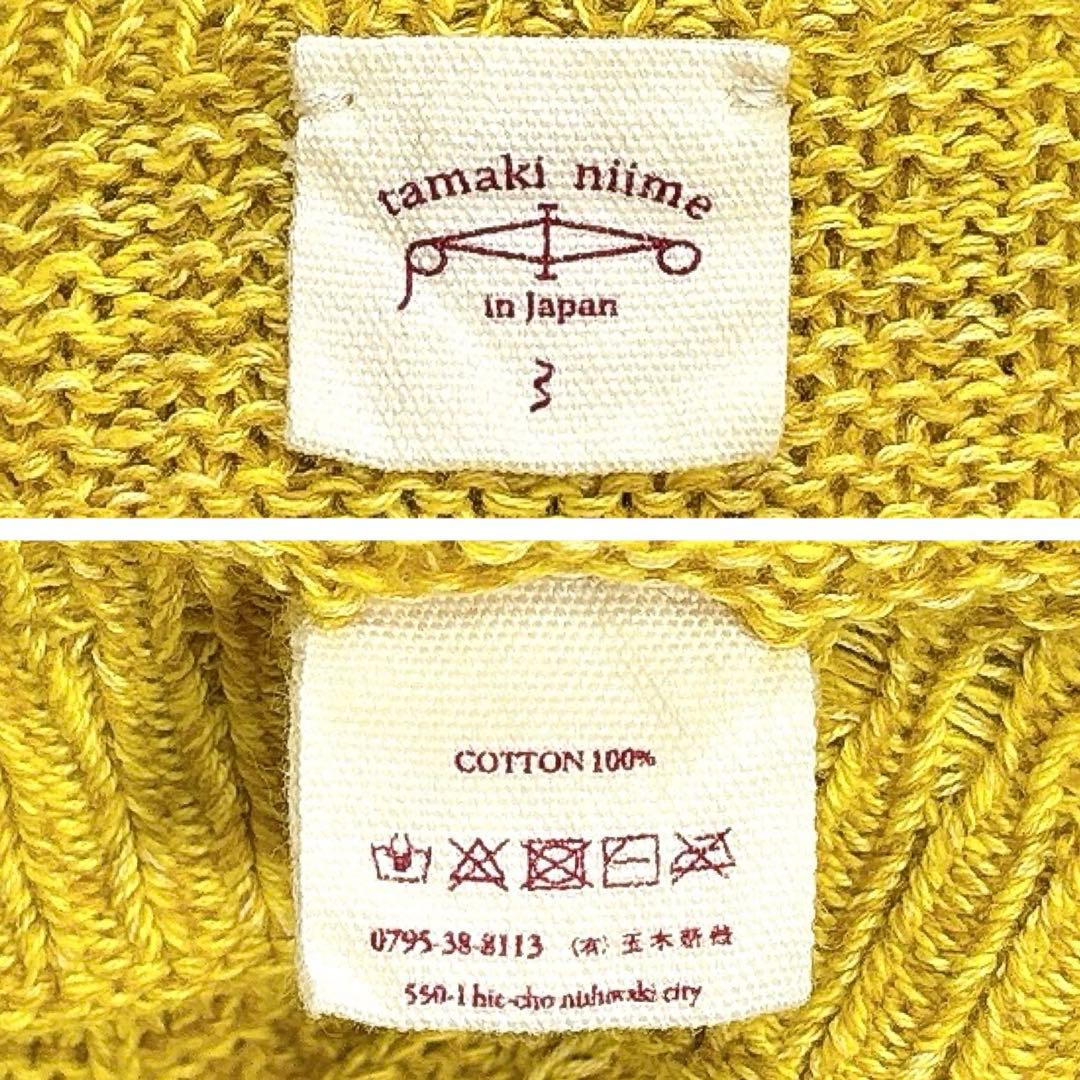 tamaki niime
in Japan
3
COTTON 100%
0795-38-8113 (有) 玉木新雌
550-1 hie-cho nishiwaki city